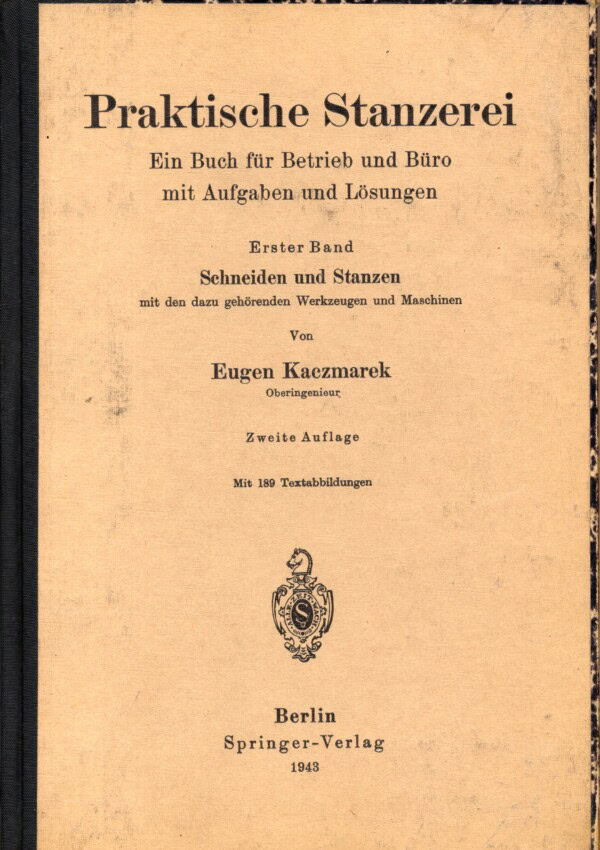 Praktische Stanzerei
Ein Buch für Betrieb und Büro
mit Aufgaben und Lösungen
Erster Band
Schneiden und Stanzen
mit den dazu gehörenden Werkzeugen und Maschinen
Von
Eugen Kaczmarek
Oberingenieur
Zweite Auflage
Mit 189 Textabbildungen
S
Berlin
Springer-Verlag
1943